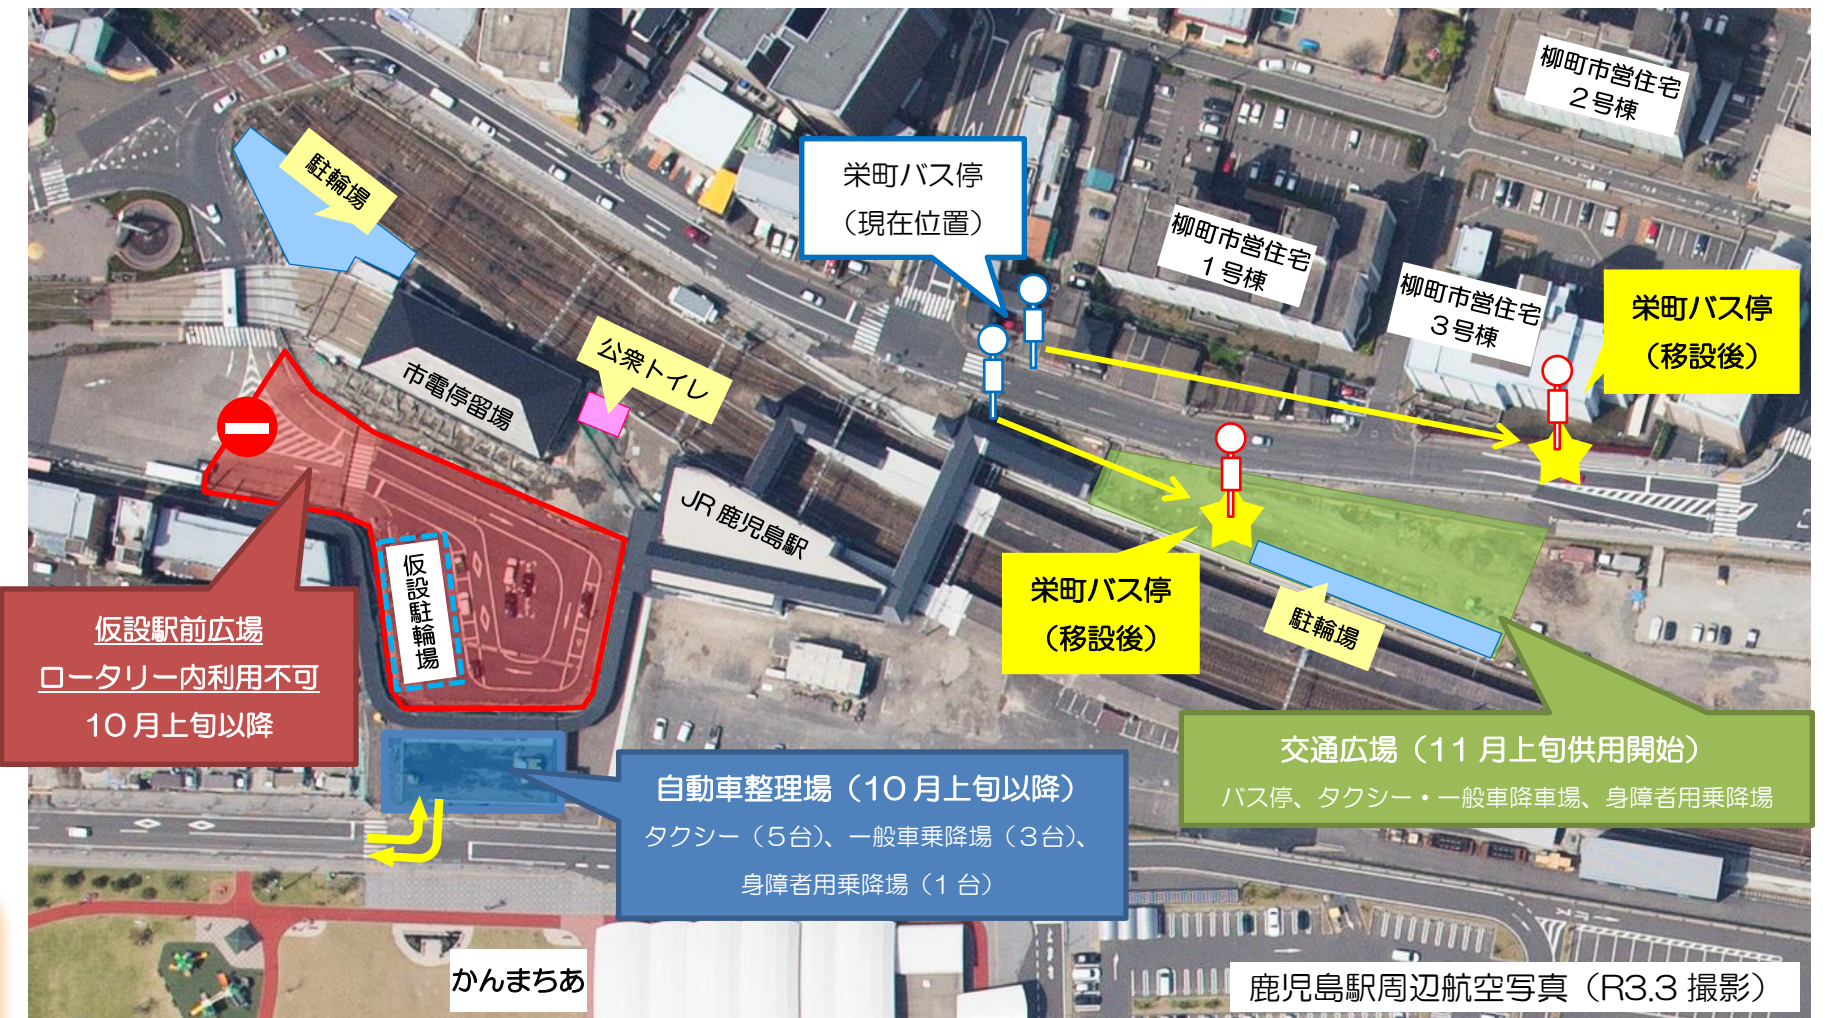 柳町市営住宅
２号棟
駐輪場
栄町バス停
（現在位置）
柳町市営住宅
１号棟
柳町市営住宅
３号棟
栄町バス停
（移設後）
公衆トイレ
市電停留場
JR 鹿児島駅
仮設駐輪場
栄町バス停
（移設後）
駐輪場
仮設駅前広場
ロータリー内利用不可
10 月上旬以降
交通広場（11 月上旬供用開始）
バス停、タクシー・一般車降車場、身障者用乗降場
自動車整理場（10 月上旬以降）
タクシー（５台）、一般車乗降場（３台）、
身障者用乗降場（1 台）
かんまちあ
鹿児島駅周辺航空写真（R3.3 撮影）